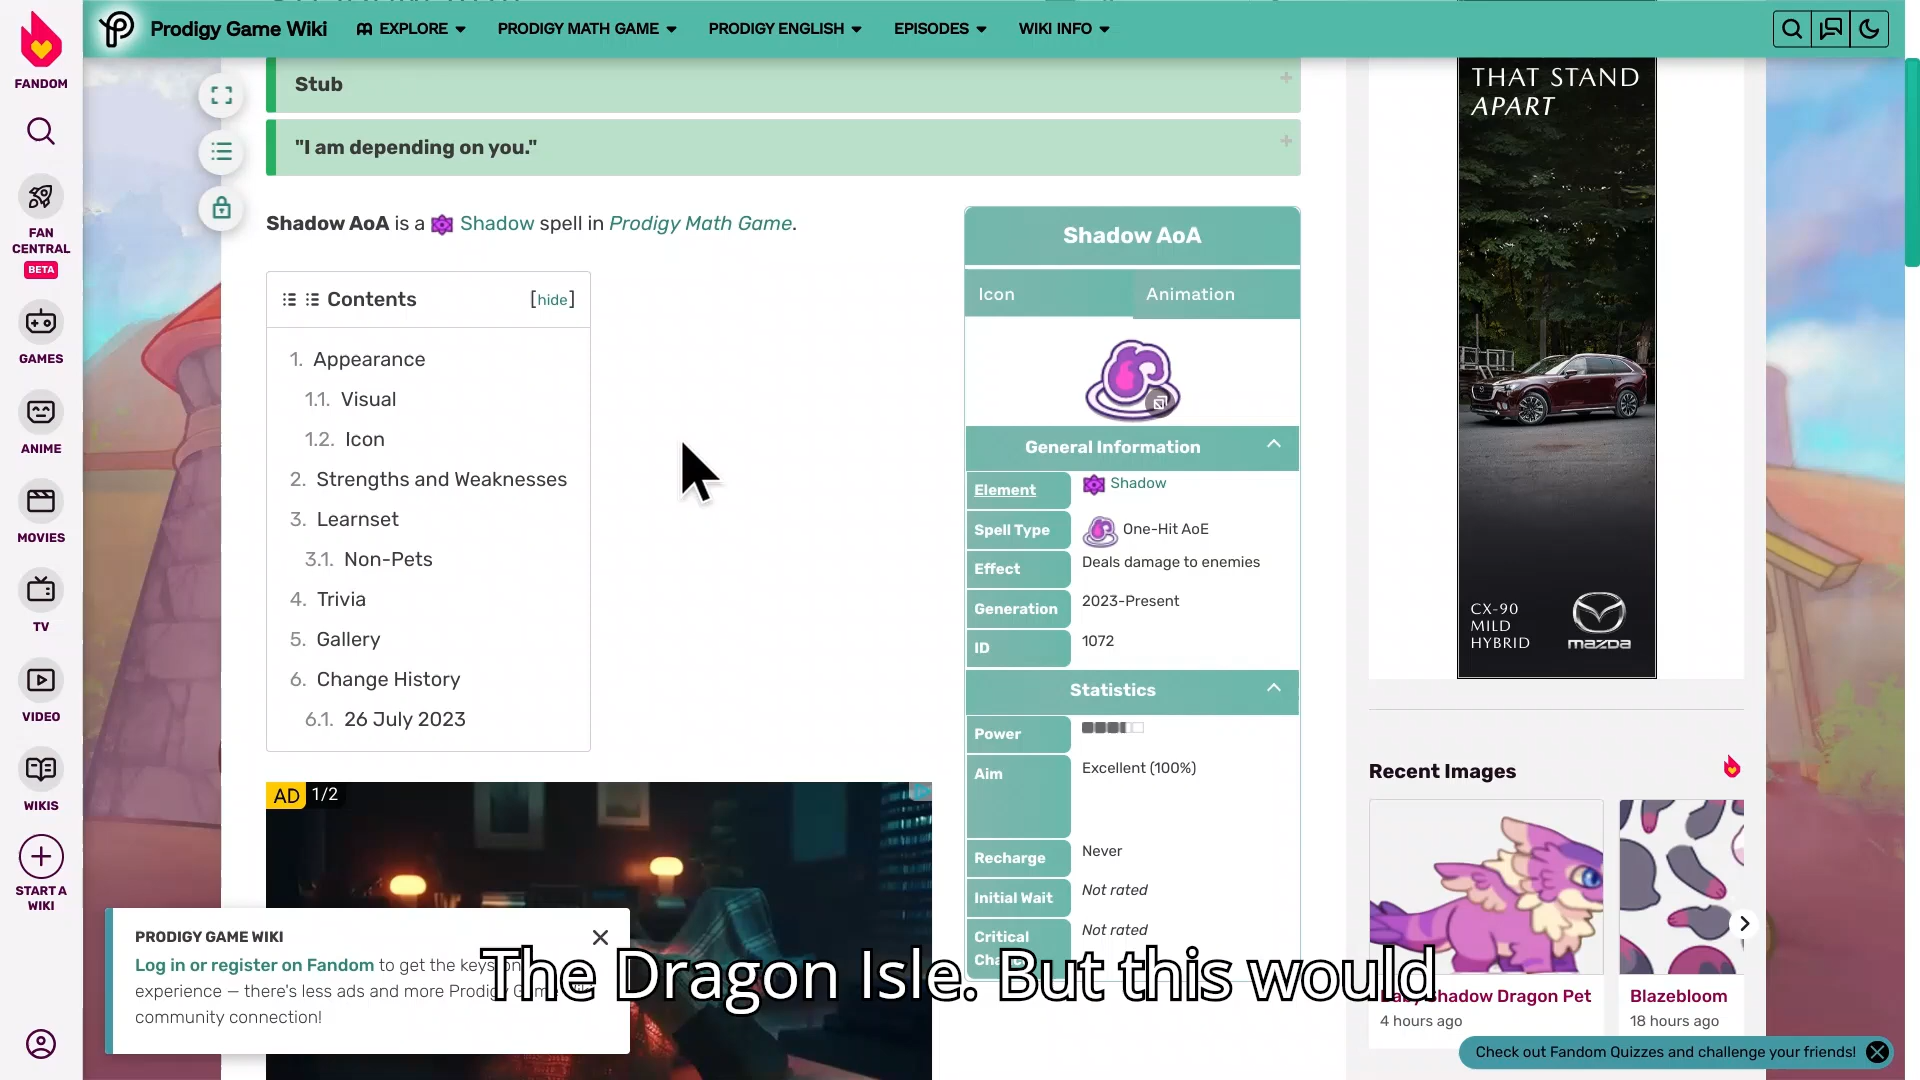 Prodigy Game Wiki
EXPLORE
PRODIGY MATH GAME
PRODIGY ENGLISH
EPISODES
WIKI INFO
FANDOM
FAN
CENTRAL
BETA
GAMES
ANIME
MOVIES
TV
VIDEO
WIKIS
START A
WIKI
Stub
"I am depending on you."
Shadow AoA is a Shadow spell in Prodigy Math Game.
Contents [hide]
1. Appearance
1.1. Visual
1.2. Icon
2. Strengths and Weaknesses
3. Learnset
3.1. Non-Pets
4. Trivia
5. Gallery
6. Change History
6.1. 26 July 2023
AD 1/2
Shadow AoA
Icon Animation
General Information
Element Shadow
Spell Type One-Hit AoE
Effect Deals damage to enemies
Generation 2023-Present
ID 1072
Statistics
Power
Aim Excellent (100%)
Recharge Never
Initial Wait Not rated
Critical Not rated
THAT STAND
APART
CX-90
MILD
HYBRID
mazda
Recent Images
Baby Shadow Dragon Pet
4 hours ago
Blazebloom
18 hours ago
PRODIGY GAME WIKI
Log in or register on Fandom to get the keys on
experience — there's less ads and more Prodigy Game
community connection!
The Dragon Isle. But this would
Check out Fandom Quizzes and challenge your friends!